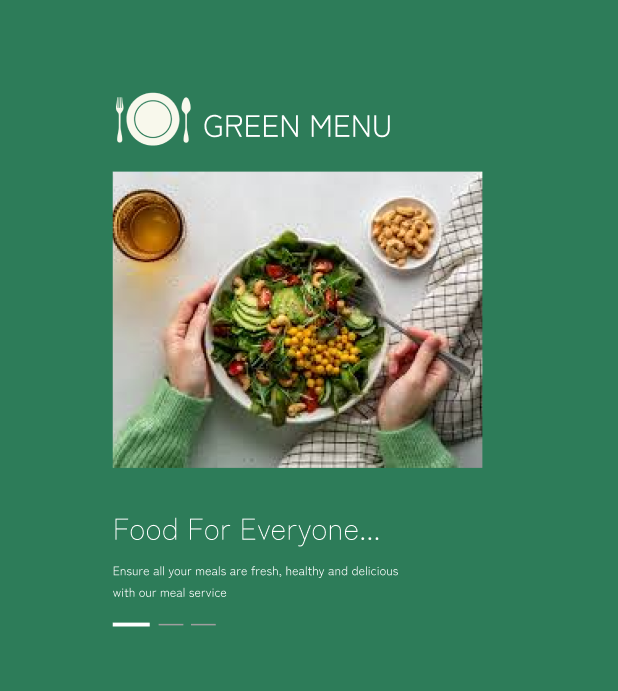 GREEN MENU
Food For Everyone...
Ensure all your meals are fresh, healthy and delicious
with our meal service